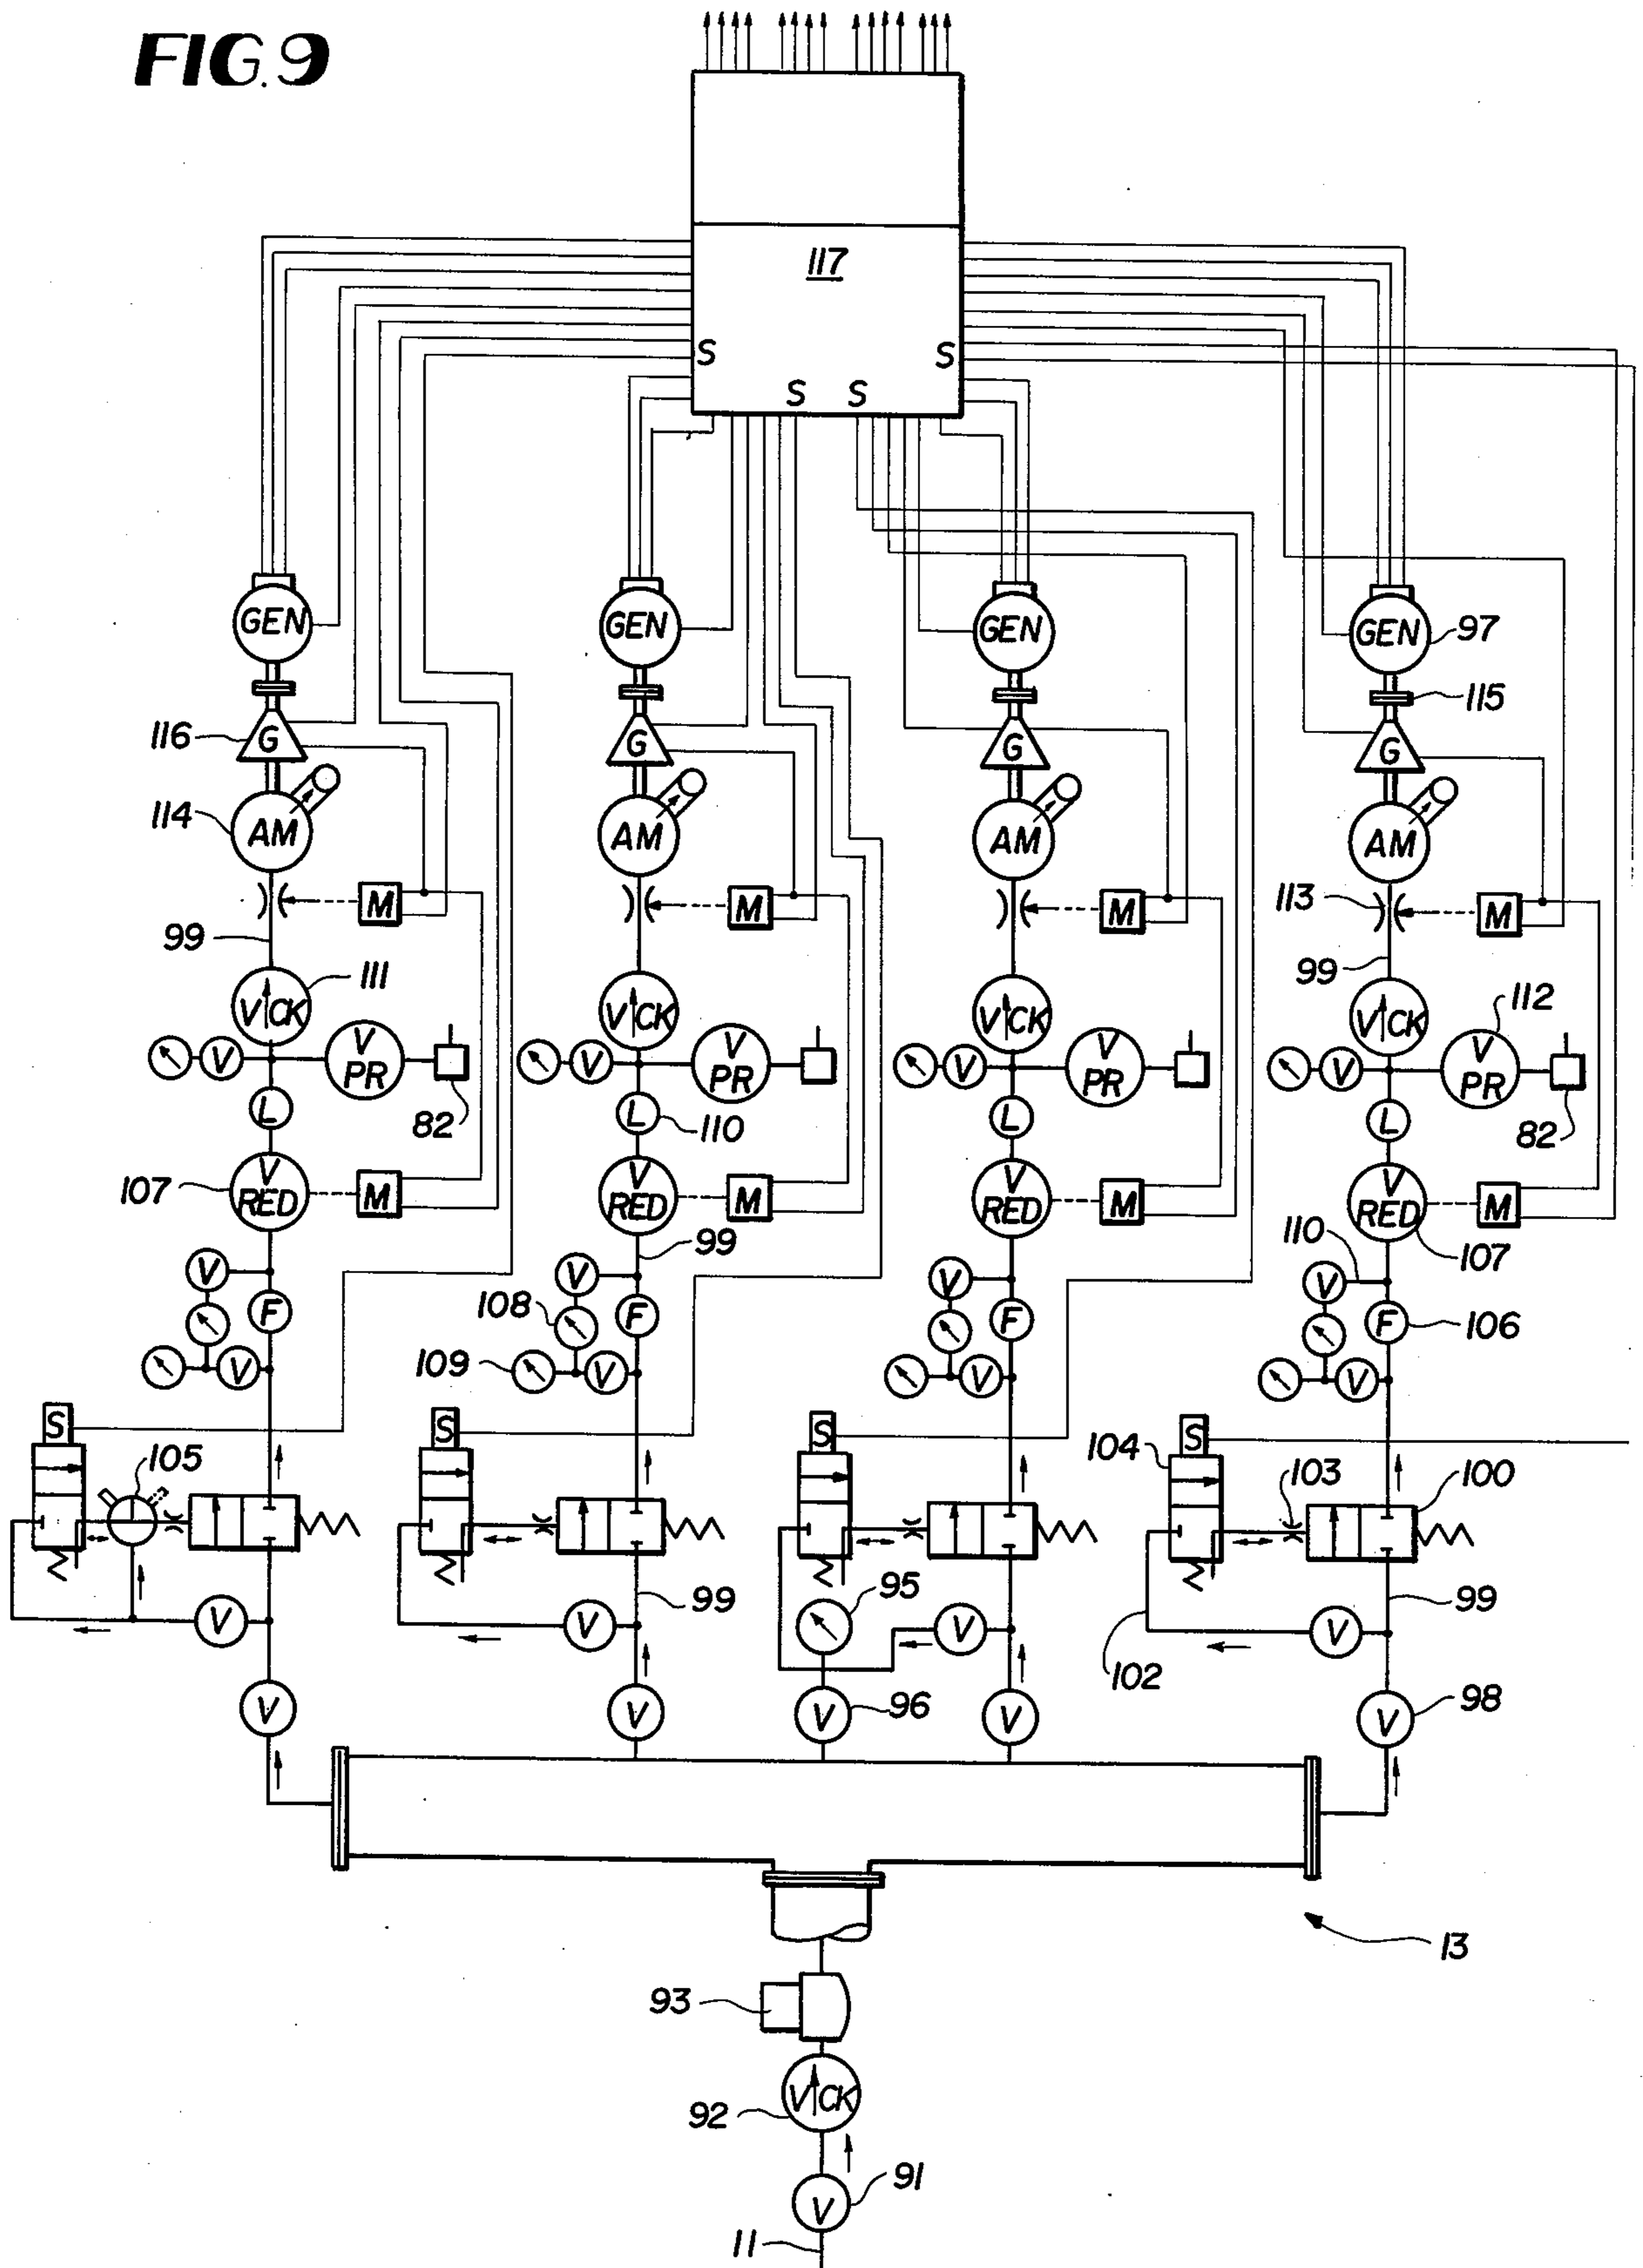 FIG. 9
117
S S
S S
GEN GEN GEN GEN 97
115
116 G G G G
114 AM AM AM AM
M M M 113 M
99 99
111 112
V CK V CK V CK V CK
V V PR V V PR V V PR V V PR
L 82 L 110 L L 82
107 V RED M V RED M V RED M V RED M
99 107
110
V V V V
F 108 F F F 106
V 109 V V V
S S S 104 S
105 103 100
95
V V 99 V V 99
102
V V V 96 V V 98
13
93
V CK
92
91
V
11